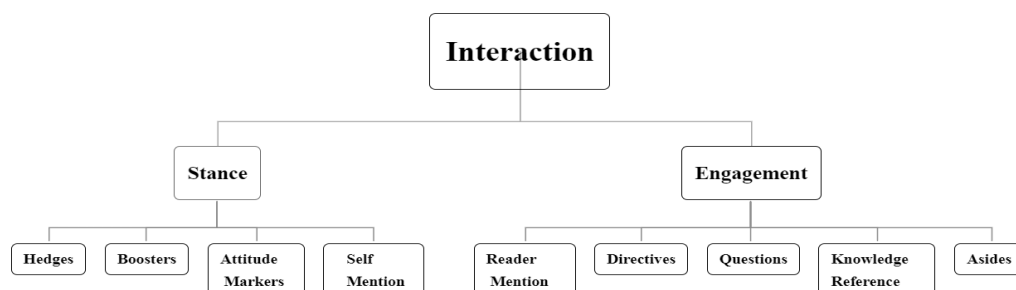 Interaction
Stance
Engagement
Hedges
Boosters
Attitude
Markers
Self
Mention
Reader
Mention
Directives
Questions
Knowledge
Reference
Asides